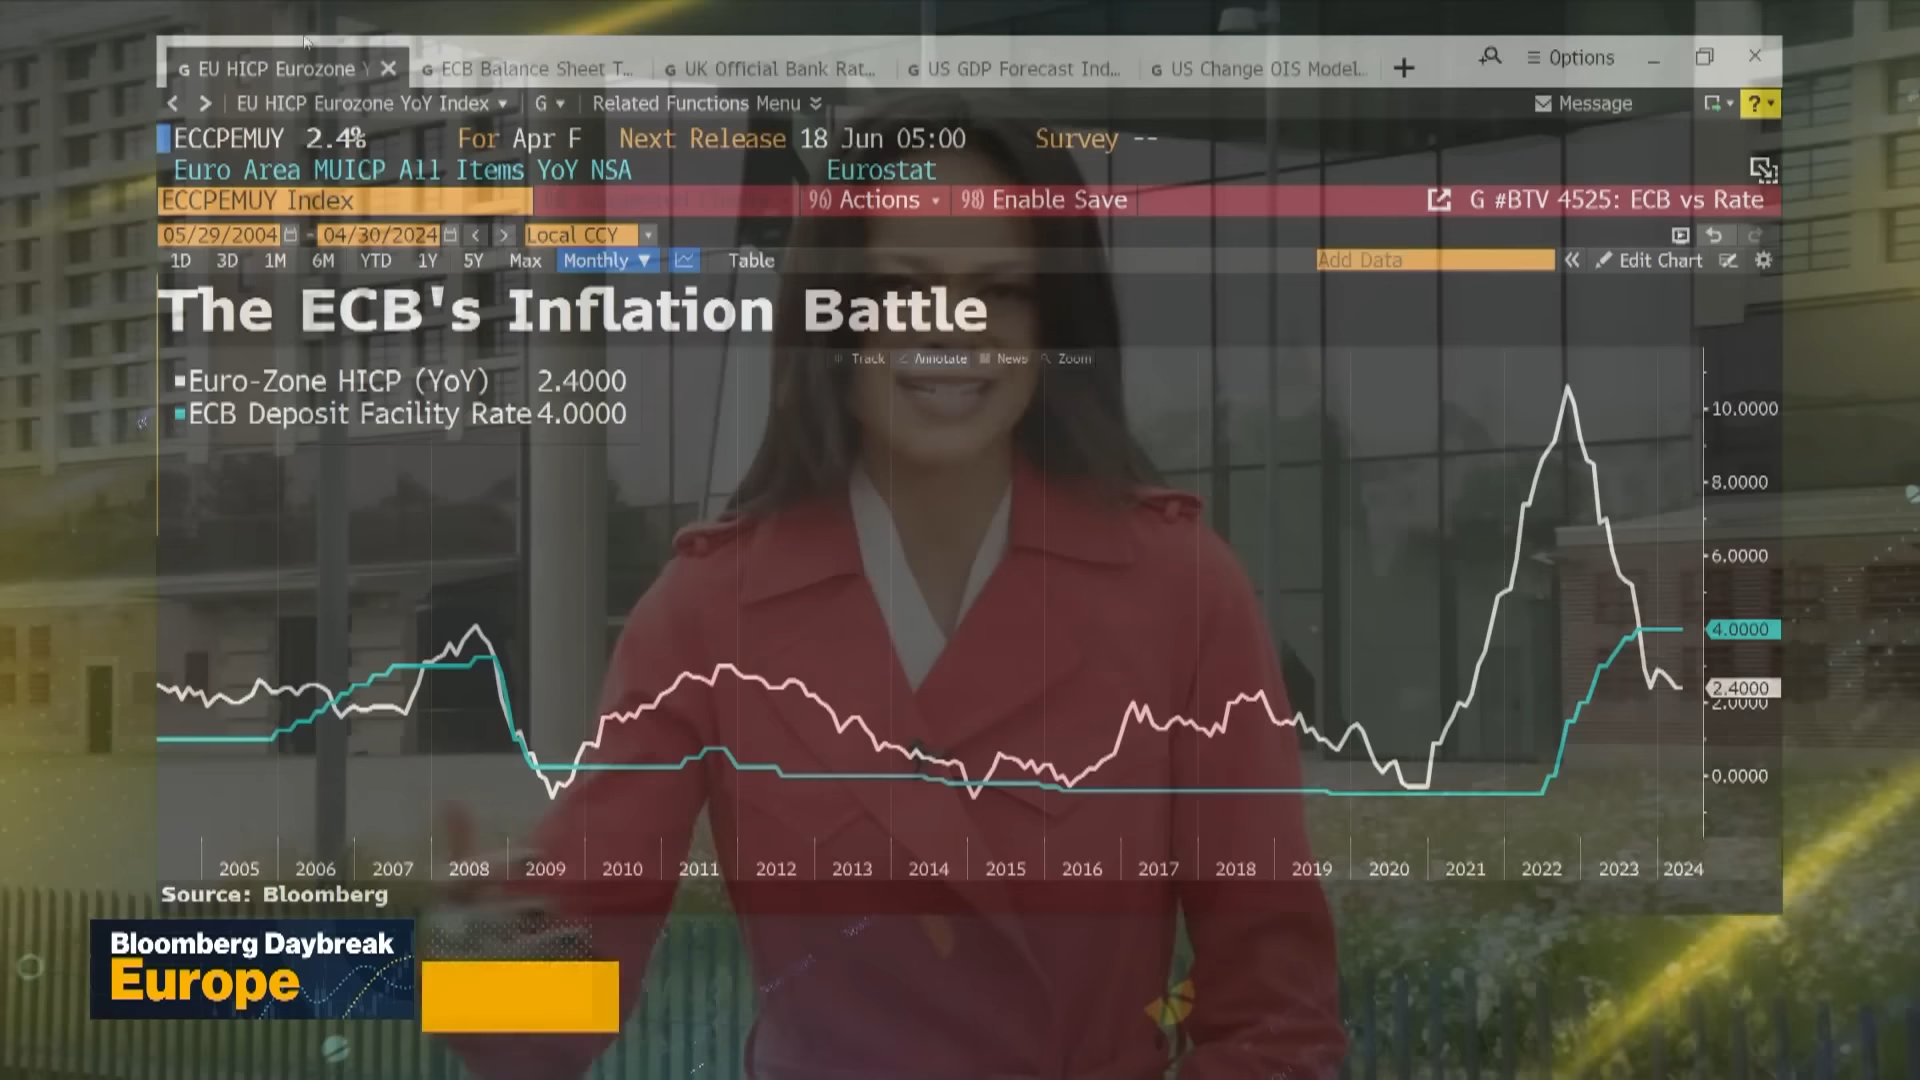 G EU HICP Eurozone Y G ECB Balance Sheet T... G UK Official Bank Rat... G US GDP Forecast Ind... G US Change OIS Model... Options
EU HICP Eurozone YoY Index G Related Functions Menu Message ?
ECCPEMUY 2.4% For Apr F Next Release 18 Jun 05:00 Survey --
Euro Area MUICP All Items YoY NSA Eurostat
ECCPEMUY Index 96) Actions 98) Enable Save G #BTV 4525: ECB vs Rate
05/29/2004 - 04/30/2024 Local CCY
1D 3D 1M 6M YTD 1Y 5Y Max Monthly Table Add Data Edit Chart
The ECB's Inflation Battle
Track Annotate News Zoom
Euro-Zone HICP (YoY) 2.4000
ECB Deposit Facility Rate 4.0000
10.0000
8.0000
6.0000
4.0000
2.4000
2.0000
0.0000
2005 2006 2007 2008 2009 2010 2011 2012 2013 2014 2015 2016 2017 2018 2019 2020 2021 2022 2023 2024
Source: Bloomberg
Bloomberg Daybreak
Europe